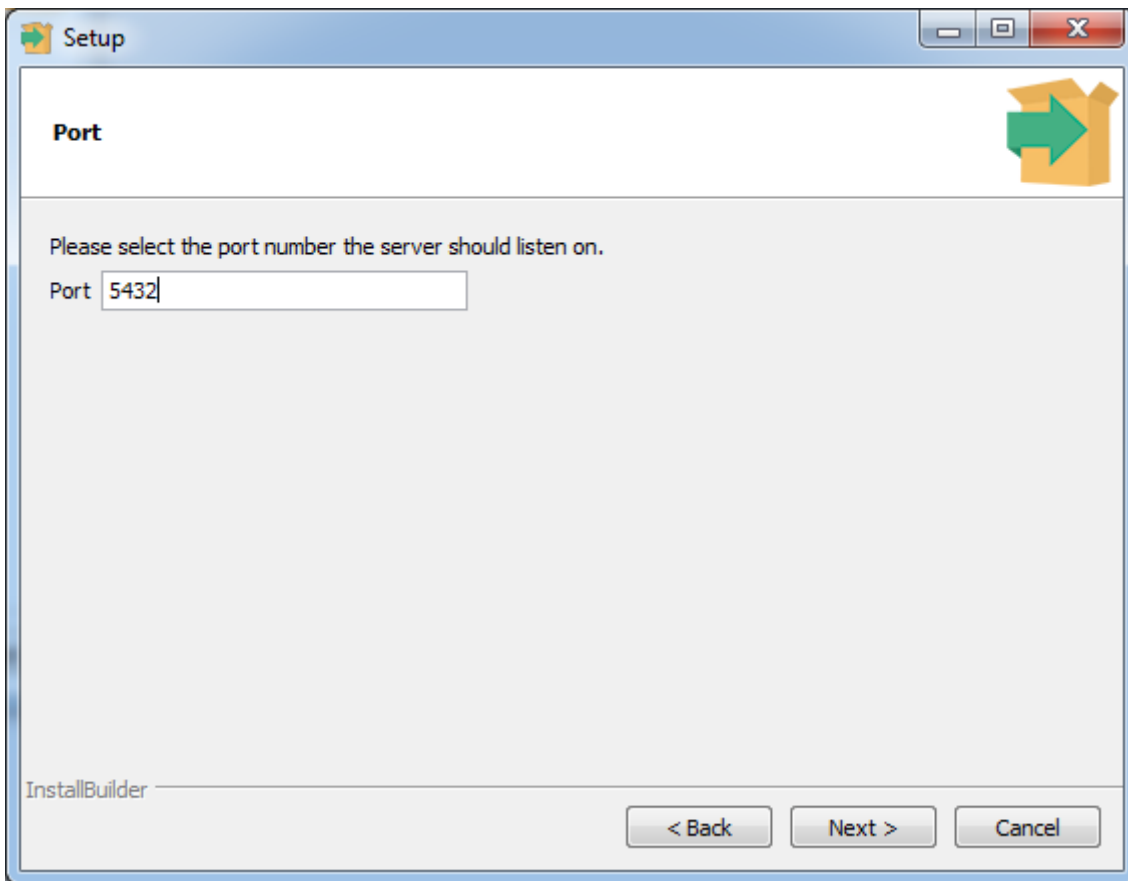 Setup
Port
Please select the port number the server should listen on.
Port 5432
InstallBuilder
< Back Next > Cancel